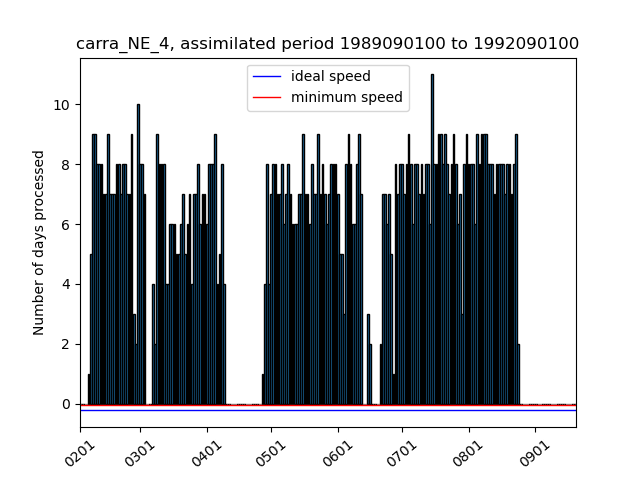 carra_NE_4, assimilated period 1989090100 to 1992090100
ideal speed
minimum speed
Number of days processed
10
8
6
4
2
0
0201 0301 0401 0501 0601 0701 0801 0901